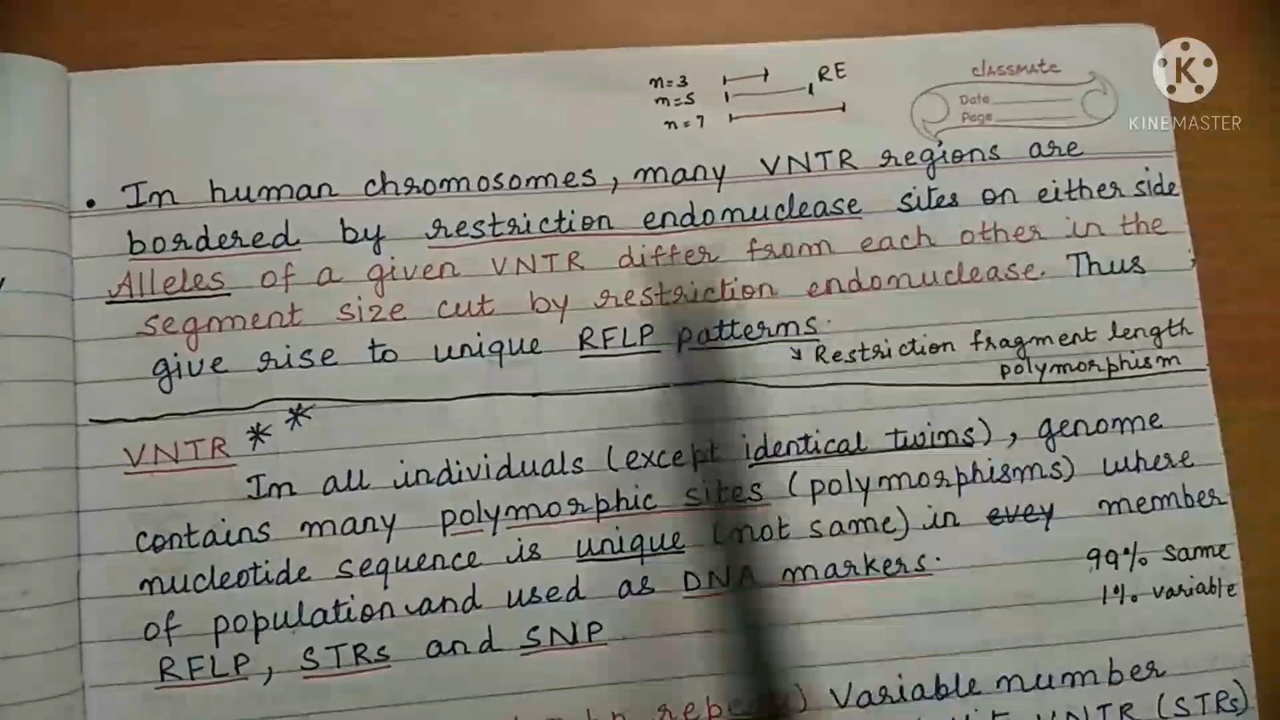 n=3
n=5 RE
n=7
classmate
Date
Page
K
KINEMASTER
• In human chromosomes, many VNTR regions are
bordered by restriction endonuclease sites on either side
Alleles of a given VNTR differ from each other in the
segment size cut by restriction endonuclease. Thus
give rise to unique RFLP patterns.
Restriction fragment length
polymorphism
VNTR **
In all individuals (except identical twins), genome
contains many polymorphic sites (polymorphisms) where
nucleotide sequence is unique (not same) in evey member
of population and used as DNA markers.
99% same
1% variable
RFLP, STRs and SNP
Variable number
VNTR (STRs)